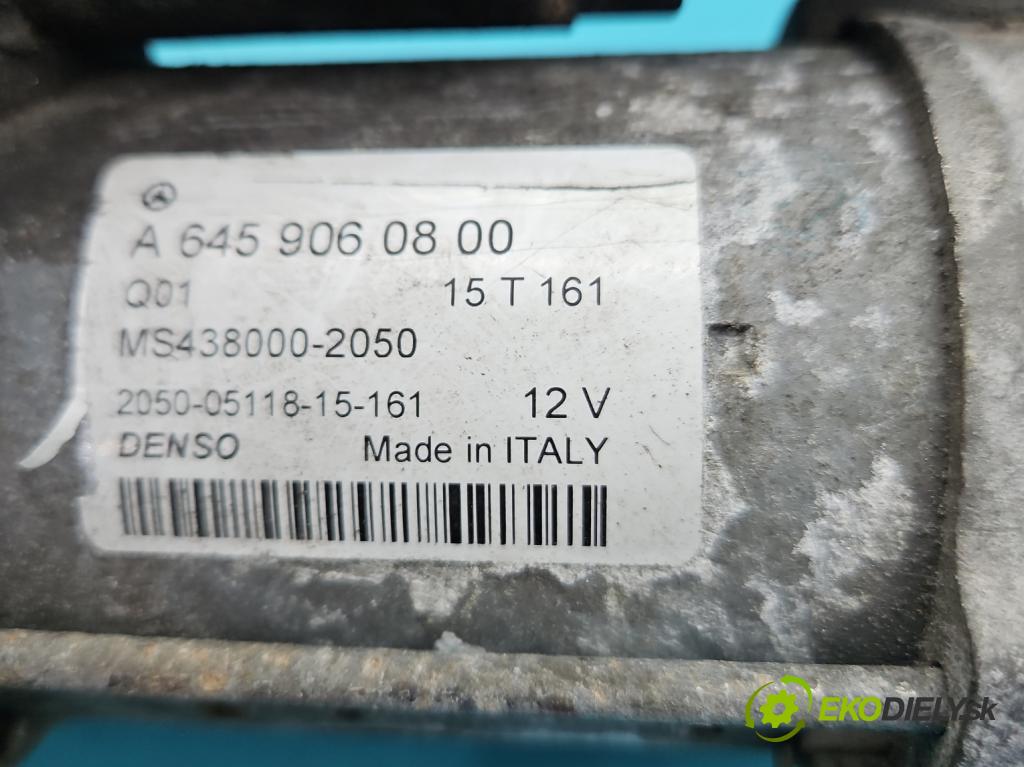 A 645 906 08 00
Q01 15 T 161
MS438000-2050
2050-05118-15-161 12 V
DENSO Made in ITALY
EKODIELY.sk